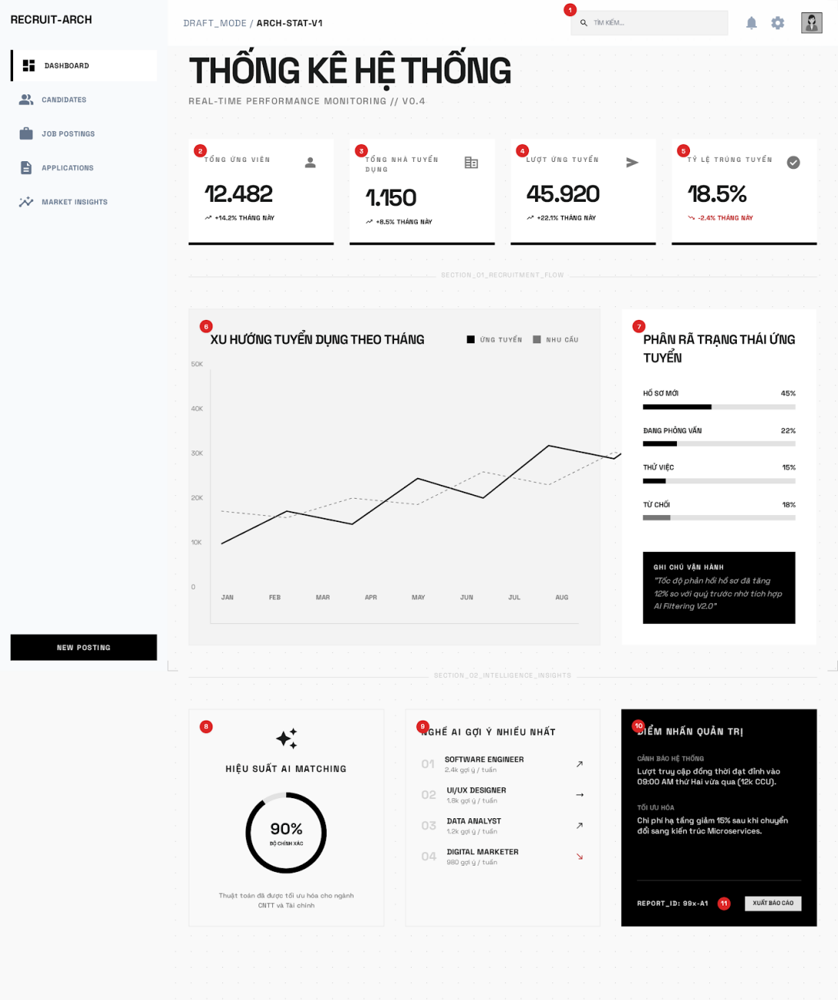 RECRUIT-ARCH
DASHBOARD
CANDIDATES
JOB POSTINGS
APPLICATIONS
MARKET INSIGHTS
NEW POSTING
DRAFT_MODE / ARCH-STAT-V1
1
TÌM KIẾM...
THỐNG KÊ HỆ THỐNG
REAL-TIME PERFORMANCE MONITORING // V0.4
2
TỔNG ỨNG VIÊN
12.482
+14.2% THÁNG NÀY
3
TỔNG NHÀ TUYỂN
DỤNG
1.150
+8.5% THÁNG NÀY
4
LƯỢT ỨNG TUYỂN
45.920
+22.1% THÁNG NÀY
5
TỶ LỆ TRÚNG TUYỂN
18.5%
-2.4% THÁNG NÀY
SECTION_01_RECRUITMENT_FLOW
6
XU HƯỚNG TUYỂN DỤNG THEO THÁNG
ỨNG TUYỂN
NHU CẦU
50K
40K
30K
20K
10K
0
JAN FEB MAR APR MAY JUN JUL AUG
7
PHÂN RÃ TRẠNG THÁI ỨNG
TUYỂN
HỒ SƠ MỚI 45%
ĐANG PHỎNG VẤN 22%
THỬ VIỆC 15%
TỪ CHỐI 18%
GHI CHÚ VẬN HÀNH
"Tốc độ phản hồi hồ sơ đã tăng
12% so với quý trước nhờ tích hợp
AI Filtering V2.0"
SECTION_02_INTELLIGENCE_INSIGHTS
8
HIỆU SUẤT AI MATCHING
90%
ĐỘ CHÍNH XÁC
Thuật toán đã được tối ưu hóa cho ngành
CNTT và Tài chính
9
NGHỀ AI GỢI Ý NHIỀU NHẤT
01 SOFTWARE ENGINEER
2.4k gợi ý / tuần
02 UI/UX DESIGNER
1.8k gợi ý / tuần
03 DATA ANALYST
1.2k gợi ý / tuần
04 DIGITAL MARKETER
980 gợi ý / tuần
10
ĐIỂM NHẤN QUẢN TRỊ
CẢNH BÁO HỆ THỐNG
Lượt truy cập đồng thời đạt đỉnh vào
09:00 AM thứ Hai vừa qua (12k CCU).
TỐI ƯU HÓA
Chi phí hạ tầng giảm 15% sau khi chuyển
đổi sang kiến trúc Microservices.
REPORT_ID: 99x-A1
11
XUẤT BÁO CÁO